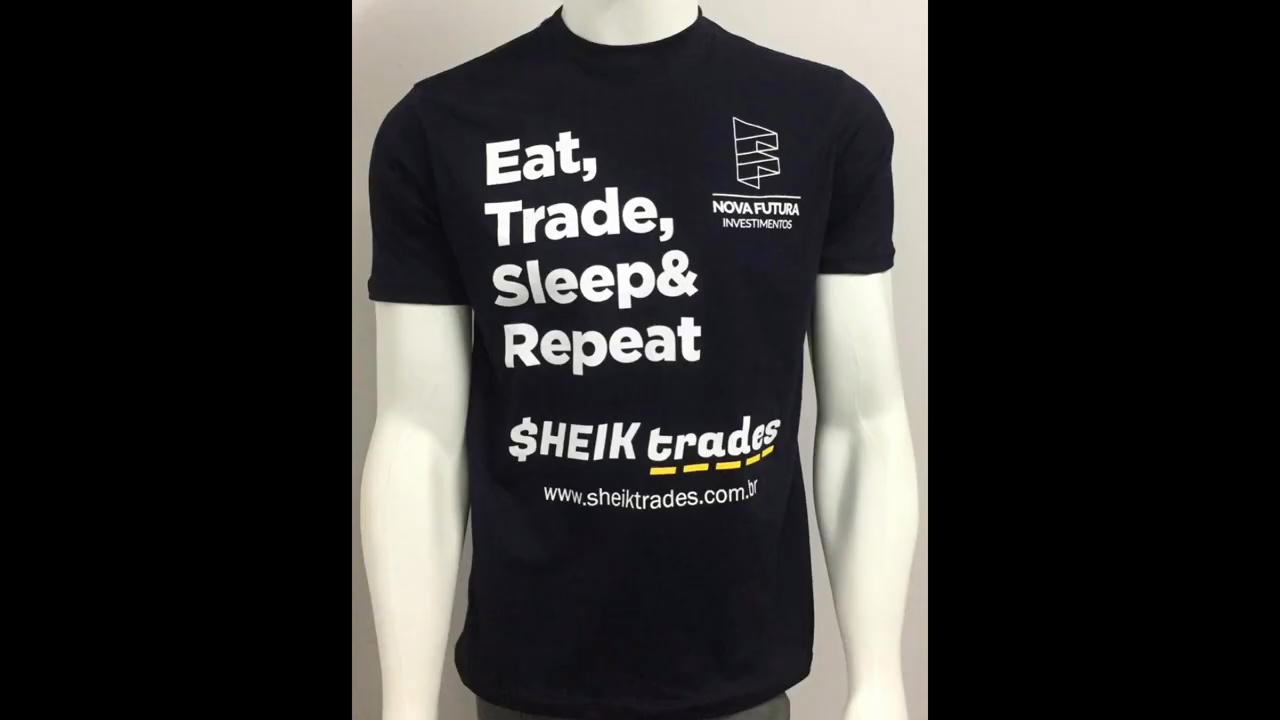 Eat,
Trade,
Sleep&
Repeat
NOVA FUTURA
INVESTIMENTOS
$HEIK trades
www.sheiktrades.com.br